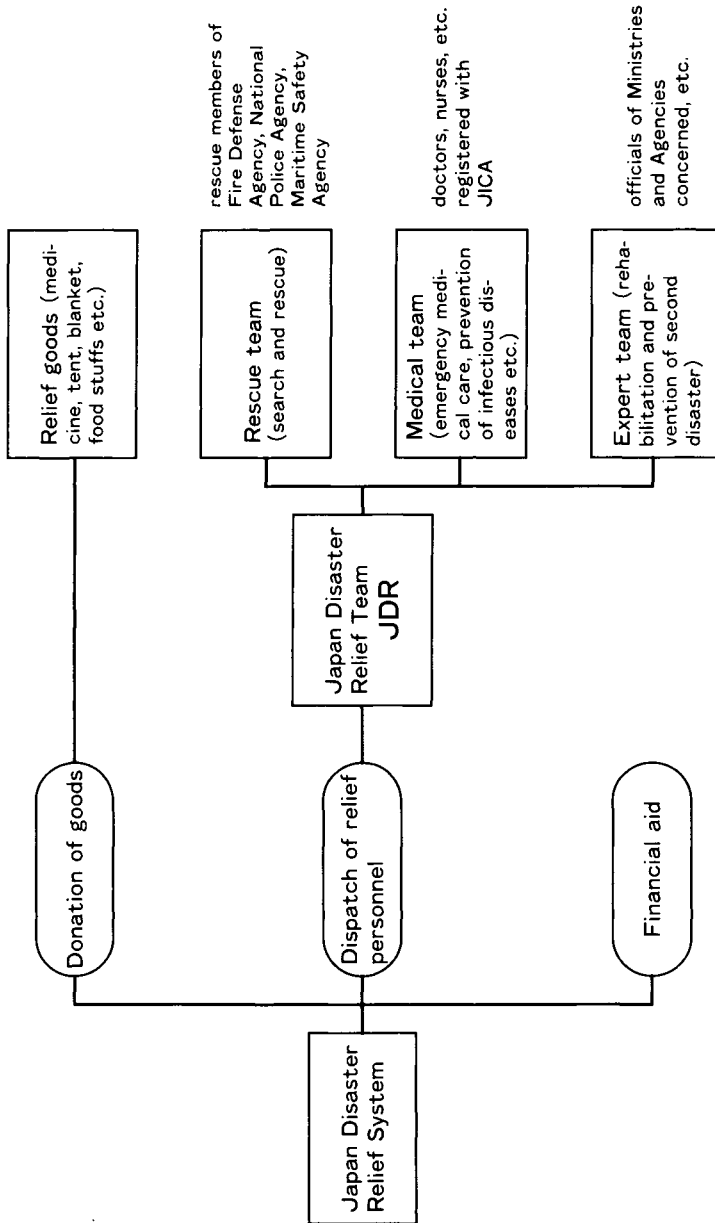 Japan Disaster
Relief System
Donation of goods
Dispatch of relief
personnel
Financial aid
Japan Disaster
Relief Team
JDR
Relief goods (medi-
cine, tent, blanket,
food stuffs etc.)
Rescue team
(search and rescue)
rescue members of
Fire Defense
Agency, National
Police Agency,
Maritime Safety
Agency
Medical team
(emergency medi-
cal care, prevention
of infectious dis-
eases etc.)
doctors, nurses, etc.
registered with
JICA
Expert team (reha-
bilitation and pre-
vention of second
disaster)
officials of Ministries
and Agencies
concerned, etc.